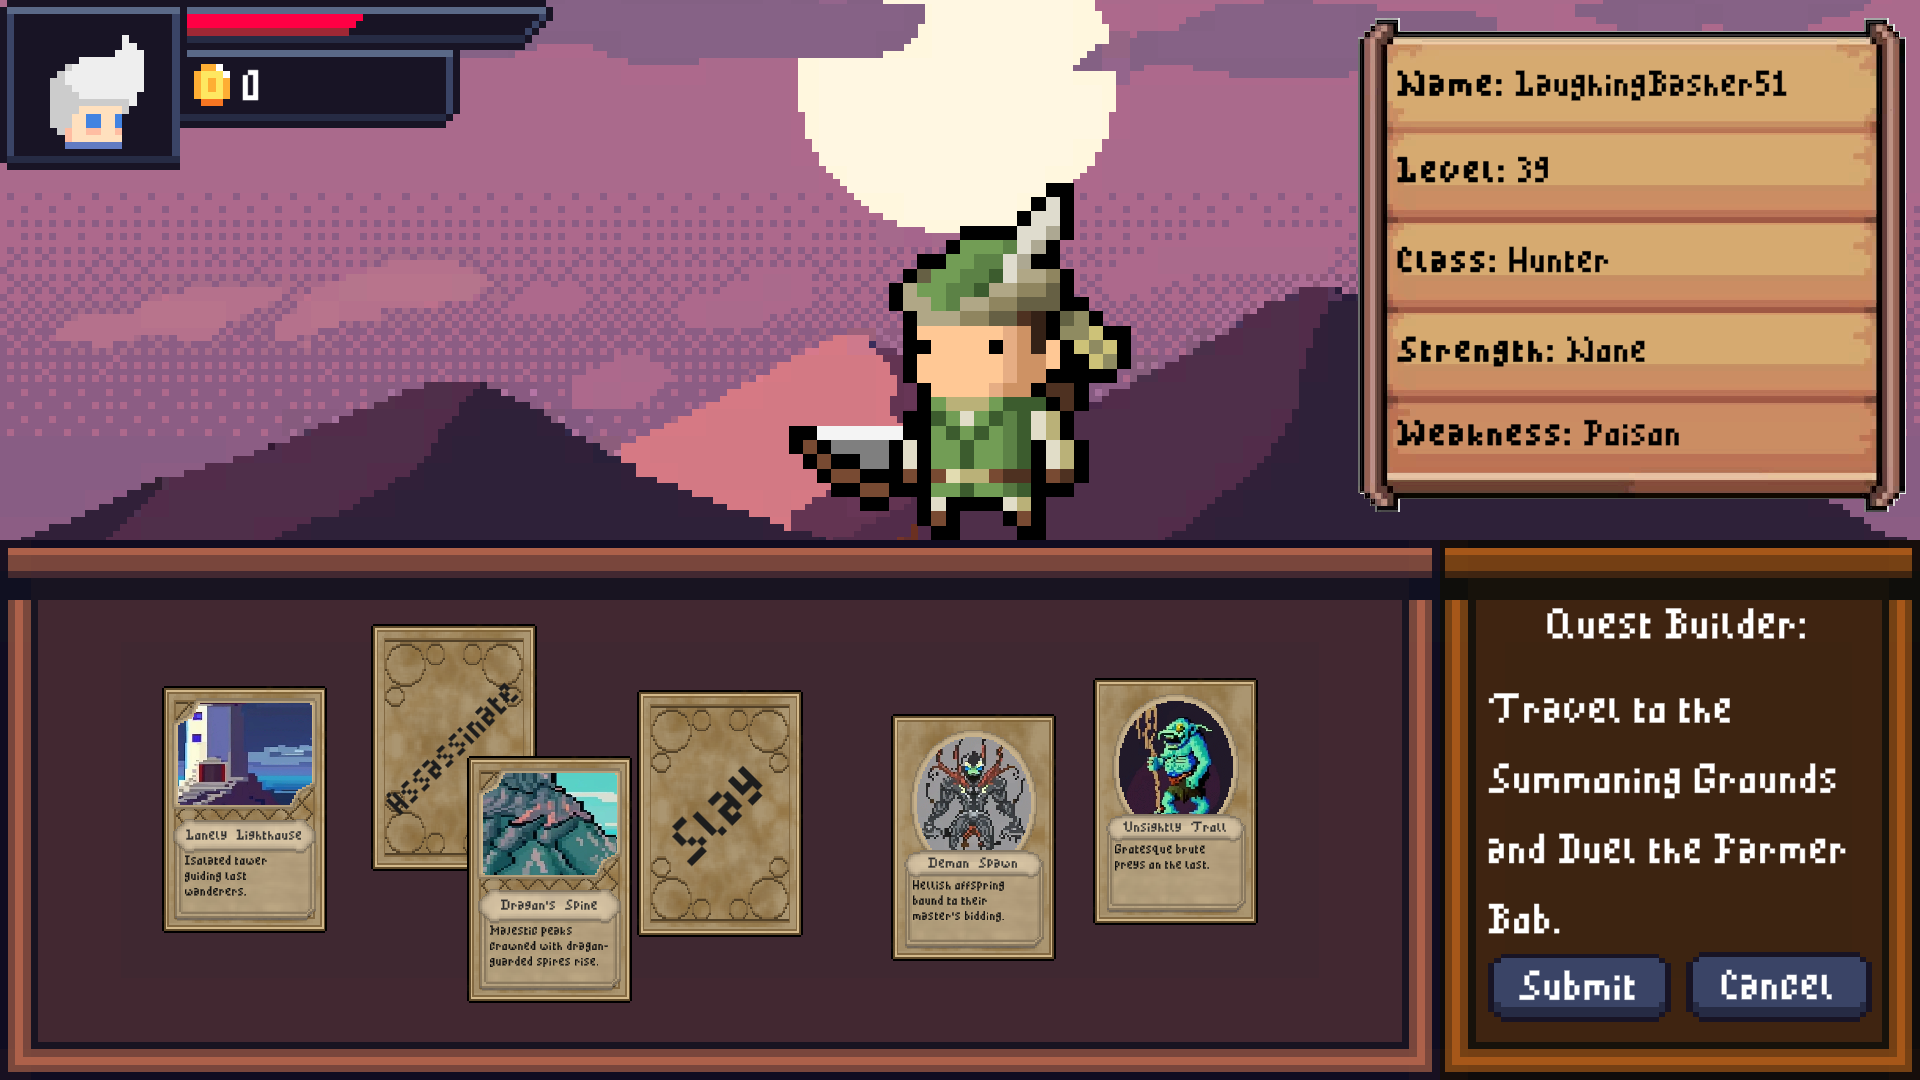 0
Name: LaughingBasher51
Level: 39
Class: Hunter
Strength: None
Weakness: Poison
Lonely Lighthouse
Isolated tower
guiding lost
wanderers.
Assassinate
Dragon's Spine
Majestic peaks
crowned with dragon-
guarded spires rise.
Slay
Demon Spawn
Hellish offspring
bound to their
master's bidding.
Unsightly Troll
Grotesque brute
preys on the lost.
Quest Builder:
Travel to the
Summoning Grounds
and Duel the Farmer
Bob.
Submit
Cancel